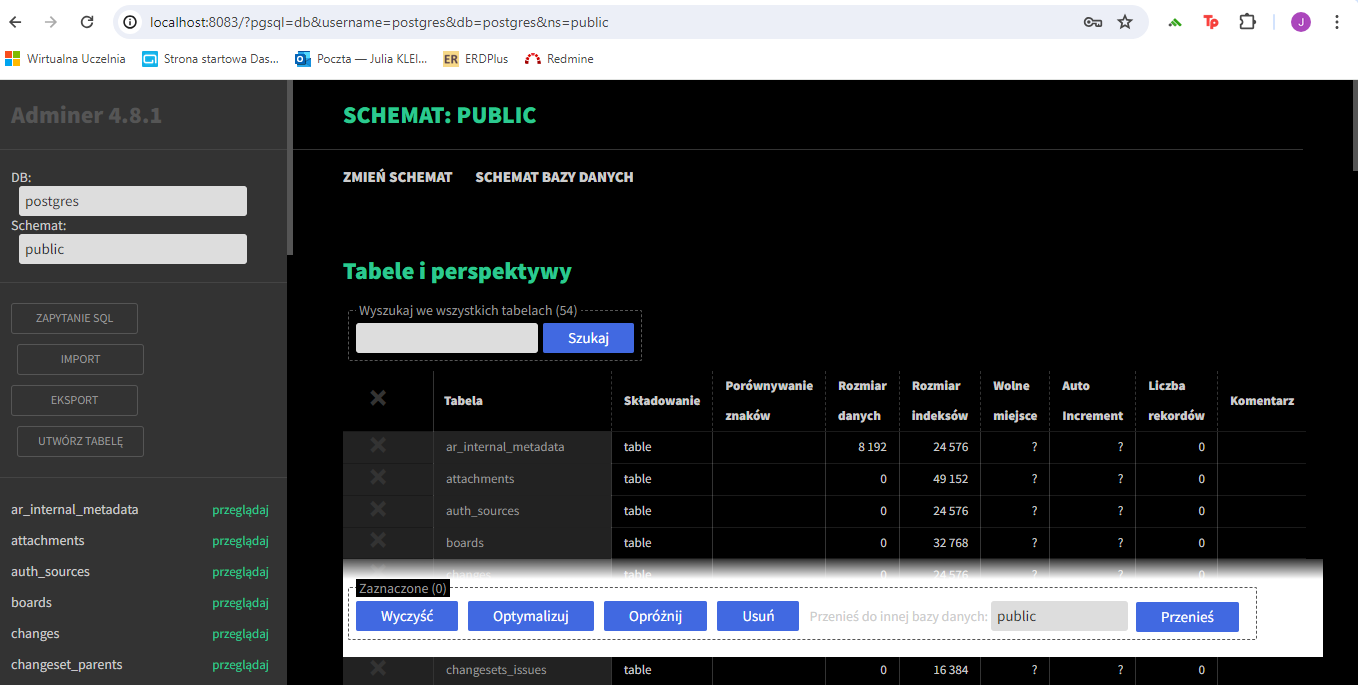 localhost:8083/?pgsql=db&username=postgres&db=postgres&ns=public
Tp
J
Wirtualna Uczelnia
Strona startowa Das...
Poczta — Julia KLEI...
ER ERDPlus
Redmine
Adminer 4.8.1
DB:
postgres
Schemat:
public
ZAPYTANIE SQL
IMPORT
EKSPORT
UTWÓRZ TABELĘ
ar_internal_metadata przeglądaj
attachments przeglądaj
auth_sources przeglądaj
boards przeglądaj
changes przeglądaj
changeset_parents przeglądaj
SCHEMAT: PUBLIC
ZMIEŃ SCHEMAT SCHEMAT BAZY DANYCH
Tabele i perspektywy
Wyszukaj we wszystkich tabelach (54)
Szukaj
Tabela Składowanie Porównywanie znaków Rozmiar danych Rozmiar indeksów Wolne miejsce Auto Increment Liczba rekordów Komentarz
ar_internal_metadata table 8 192 24 576 ? ? 0
attachments table 0 49 152 ? ? 0
auth_sources table 0 24 576 ? ? 0
boards table 0 32 768 ? ? 0
changes table 0 24 576 ? ? 0
Zaznaczone (0)
Wyczyść Optymalizuj Opróżnij Usuń Przenieś do innej bazy danych: public Przenieś
changesets_issues table 0 16 384 ? ? 0